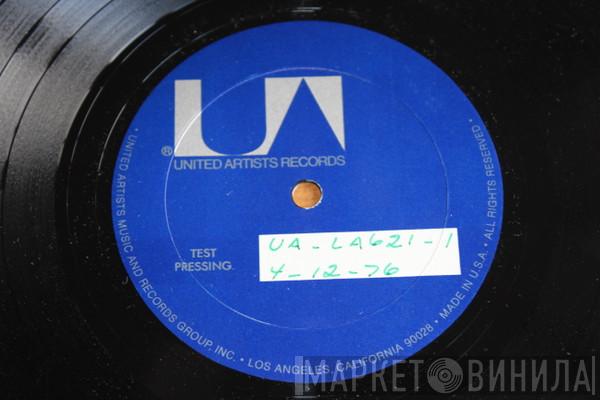 UA
® UNITED ARTISTS RECORDS
TEST
PRESSING.
UA-LA621-1
4-12-76
• UNITED ARTISTS MUSIC AND RECORDS GROUP, INC. • LOS ANGELES, CALIFORNIA 90028 • MADE IN U.S.A. • ALL RIGHTS RESERVED •
МАРКЕТ ВИНИЛА